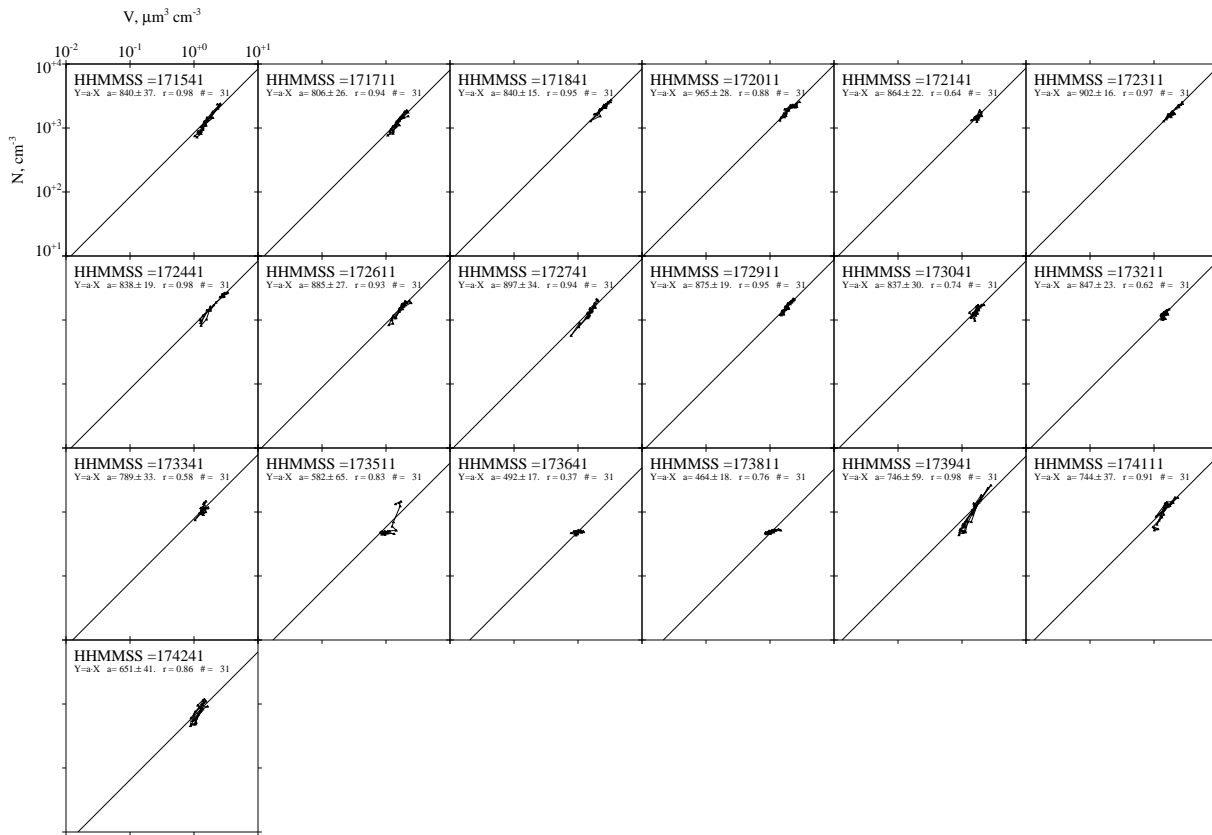 V, μm³ cm⁻³
10⁻² 10⁻¹ 10⁺⁰ 10⁺¹
N, cm⁻³
10⁺⁴
10⁺³
10⁺²
10⁺¹
HHMMSS =171541
Y=a·X a= 840.± 37. r = 0.98 # = 31
HHMMSS =171711
Y=a·X a= 806.± 26. r = 0.94 # = 31
HHMMSS =171841
Y=a·X a= 840.± 15. r = 0.95 # = 31
HHMMSS =172011
Y=a·X a= 965.± 28. r = 0.88 # = 31
HHMMSS =172141
Y=a·X a= 864.± 22. r = 0.64 # = 31
HHMMSS =172311
Y=a·X a= 902.± 16. r = 0.97 # = 31
HHMMSS =172441
Y=a·X a= 838.± 19. r = 0.98 # = 31
HHMMSS =172611
Y=a·X a= 885.± 27. r = 0.93 # = 31
HHMMSS =172741
Y=a·X a= 897.± 34. r = 0.94 # = 31
HHMMSS =172911
Y=a·X a= 875.± 19. r = 0.95 # = 31
HHMMSS =173041
Y=a·X a= 837.± 30. r = 0.74 # = 31
HHMMSS =173211
Y=a·X a= 847.± 23. r = 0.62 # = 31
HHMMSS =173341
Y=a·X a= 789.± 33. r = 0.58 # = 31
HHMMSS =173511
Y=a·X a= 582.± 65. r = 0.83 # = 31
HHMMSS =173641
Y=a·X a= 492.± 17. r = 0.37 # = 31
HHMMSS =173811
Y=a·X a= 464.± 18. r = 0.76 # = 31
HHMMSS =173941
Y=a·X a= 746.± 59. r = 0.98 # = 31
HHMMSS =174111
Y=a·X a= 744.± 37. r = 0.91 # = 31
HHMMSS =174241
Y=a·X a= 651.± 41. r = 0.86 # = 31